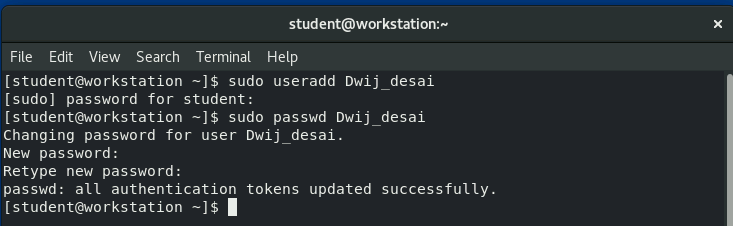 student@workstation:~ ×
File Edit View Search Terminal Help
[student@workstation ~]$ sudo useradd Dwij_desai
[sudo] password for student:
[student@workstation ~]$ sudo passwd Dwij_desai
Changing password for user Dwij_desai.
New password:
Retype new password:
passwd: all authentication tokens updated successfully.
[student@workstation ~]$